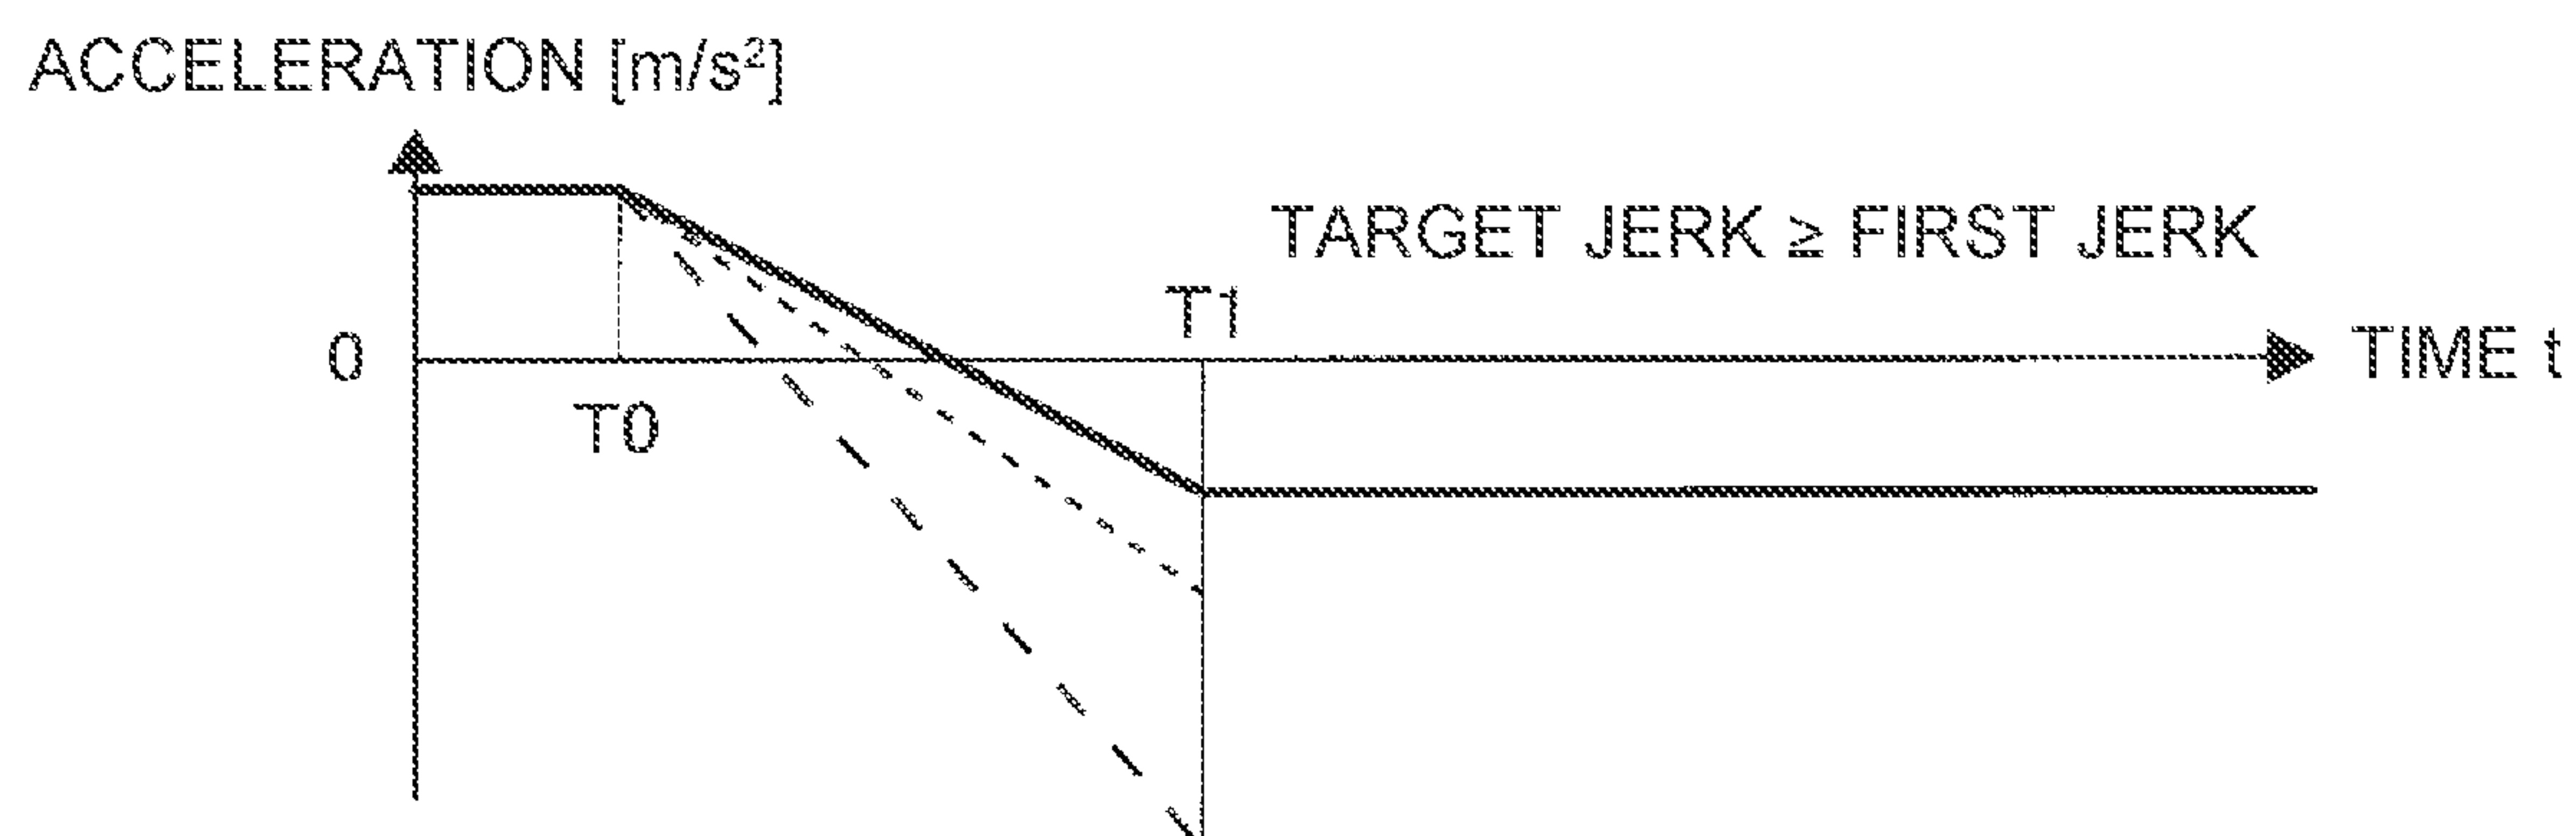 ACCELERATION [m/s²]
TARGET JERK ≧ FIRST JERK
T1
0
TIME t
T0